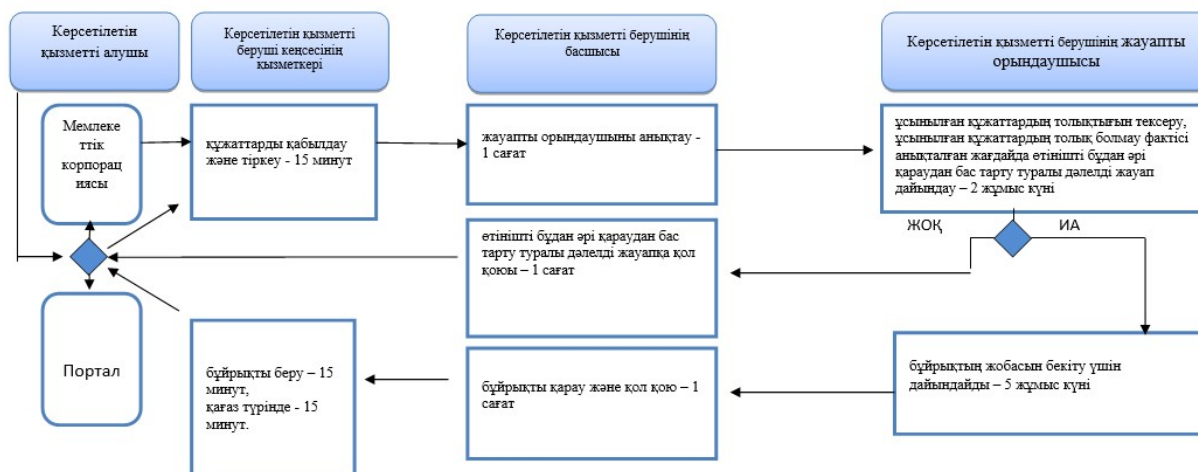 Көрсетілетін
қызметті алушы
Көрсетілетін қызметті
беруші кеңсесінің
қызметкері
Көрсетілетін қызметті берушінің
басшысы
Көрсетілетін қызметті берушінің жауапты
орындаушысы
Мемлеке
ттік
корпорац
иясы
құжаттарды қабылдау
және тіркеу - 15 минут
жауапты орындаушыны анықтау -
1 сағат
ұсынылған құжаттардың толықтығын тексеру,
ұсынылған құжаттардың толық болмау фактісі
анықталған жағдайда өтінішті бұдан әрі
қараудан бас тарту туралы дәлелді жауап
дайындау – 2 жұмыс күні
ЖОҚ
ИА
өтінішті бұдан әрі қараудан бас
тарту туралы дәлелді жауапқа қол
қоюы – 1 сағат
Портал
бұйрықты беру – 15
минут,
қағаз түрінде - 15
минут.
бұйрықты қарау және қол қою – 1
сағат
бұйрықтың жобасын бекіту үшін
дайындайды – 5 жұмыс күні